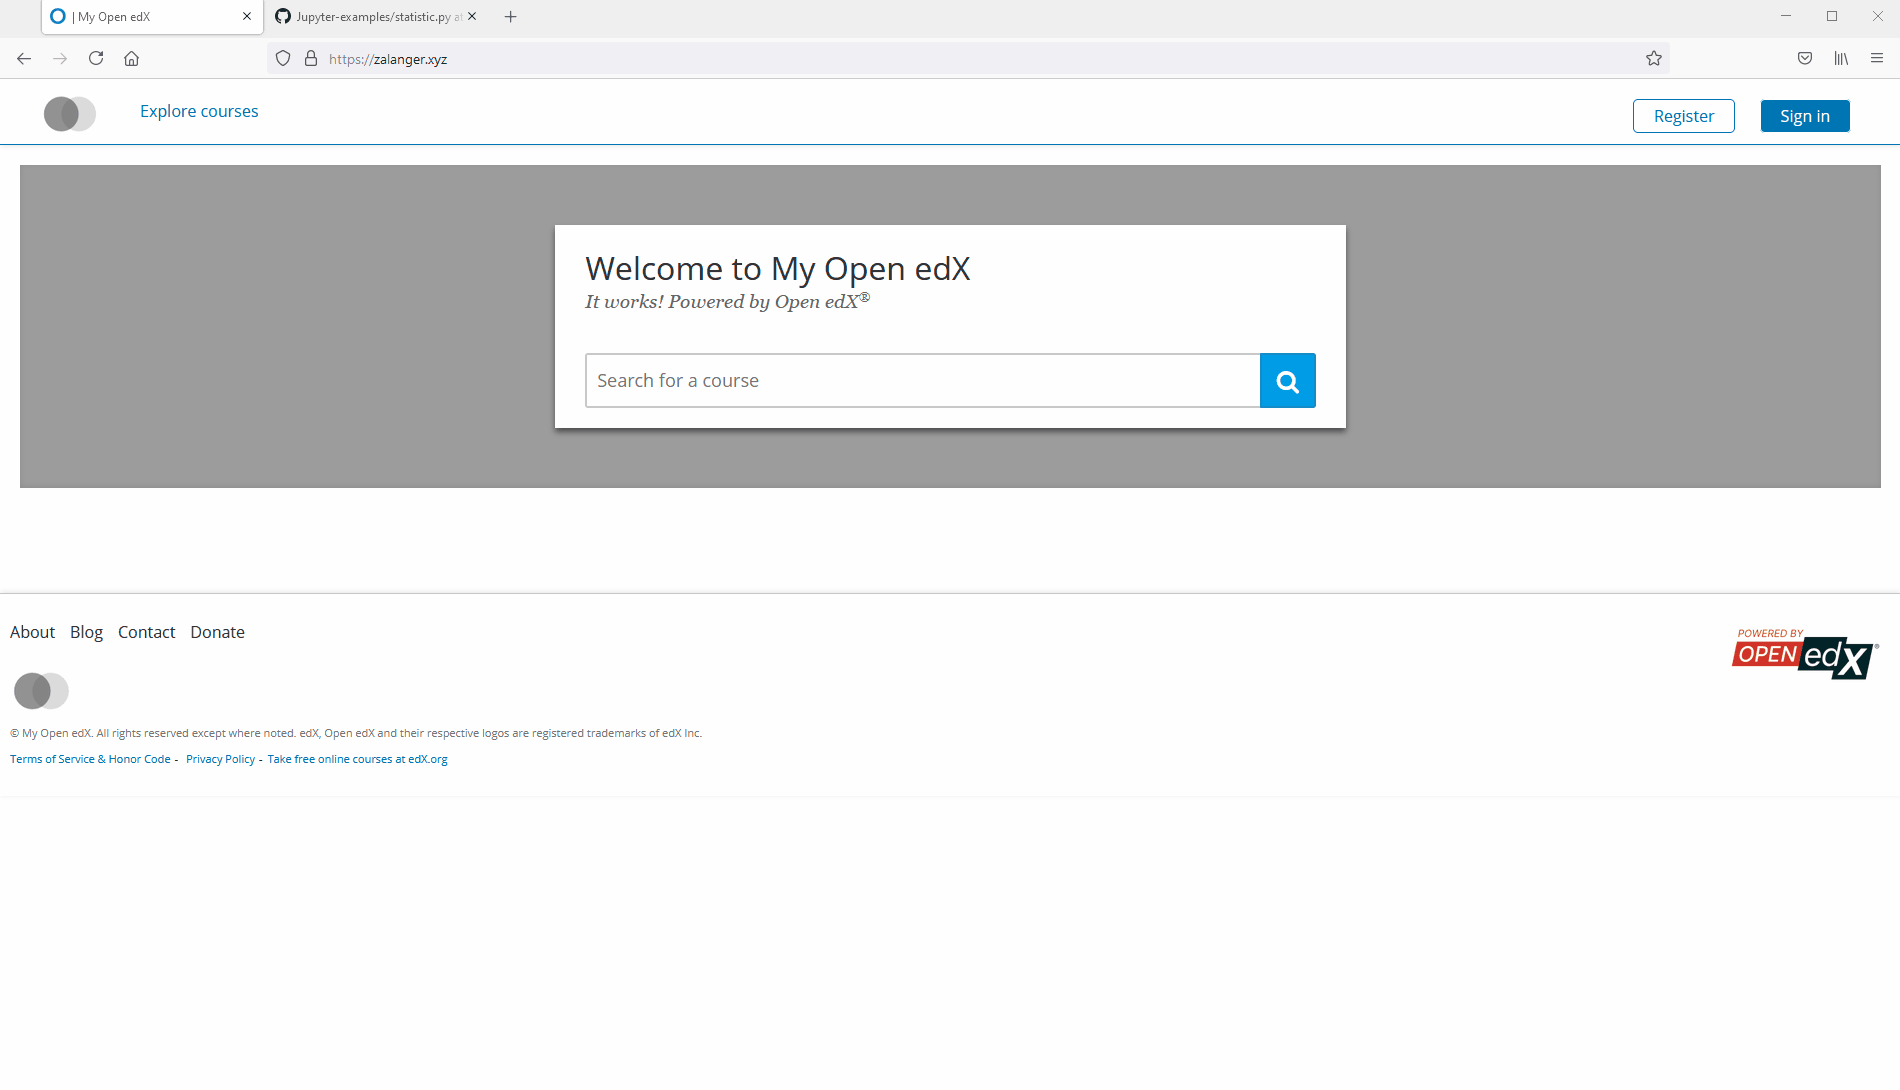 | My Open edX
Jupyter-examples/statistic.py at
https://zalanger.xyz
Explore courses
Register
Sign in
Welcome to My Open edX
It works! Powered by Open edX®
Search for a course
About Blog Contact Donate
POWERED BY
OPEN edX®
© My Open edX. All rights reserved except where noted. edX, Open edX and their respective logos are registered trademarks of edX Inc.
Terms of Service & Honor Code - Privacy Policy - Take free online courses at edX.org